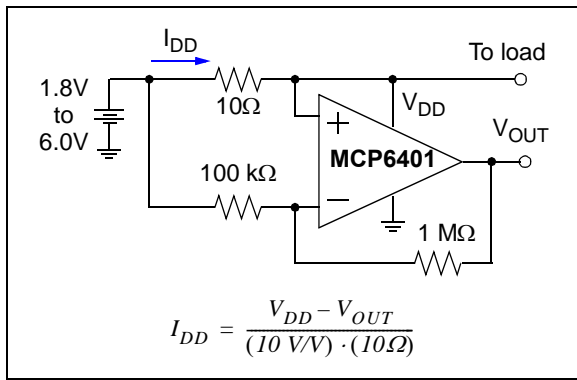 I_DD
To load
1.8V
to
6.0V
10Ω
V_DD
V_OUT
+
MCP6401
100 kΩ
−
1 MΩ
I_DD = (V_DD − V_OUT) / ((10 V/V) · (10Ω))